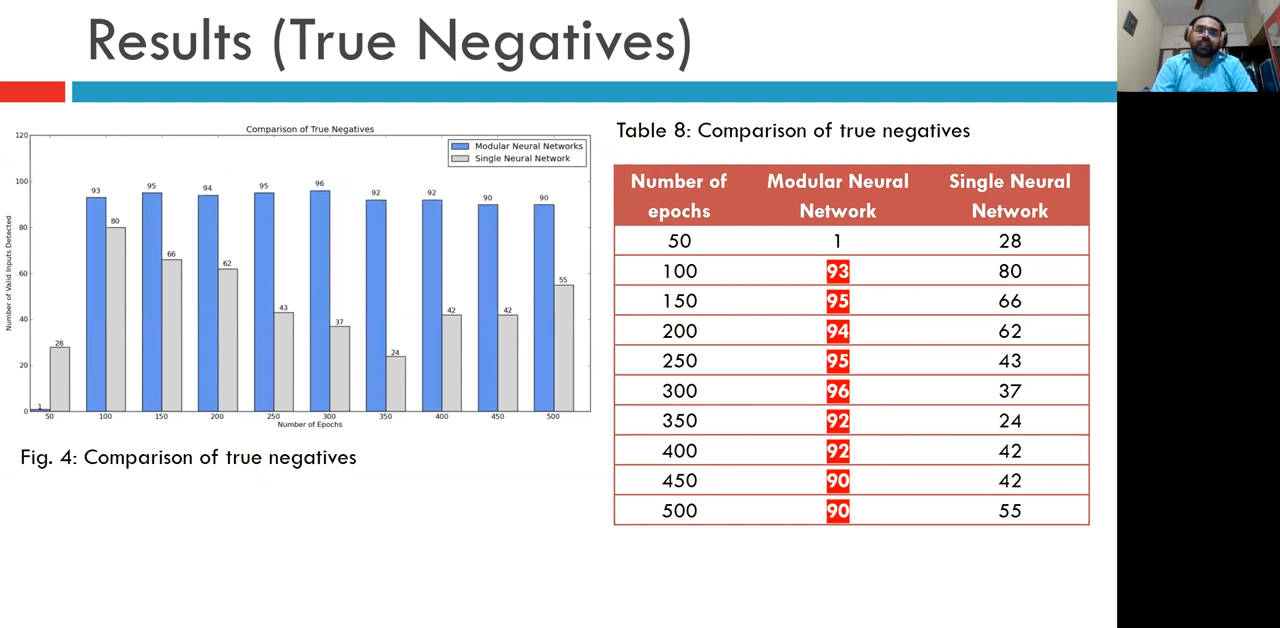 Results (True Negatives)
Comparison of True Negatives
Modular Neural Networks
Single Neural Network
Number of Valid Inputs Detected
120
100
80
60
40
20
0
1 28 93 80 95 66 94 62 95 43 96 37 92 24 92 42 90 42 90 55
50 100 150 200 250 300 350 400 450 500
Number of Epochs
Fig. 4: Comparison of true negatives
Table 8: Comparison of true negatives
Number of epochs Modular Neural Network Single Neural Network
50 1 28
100 93 80
150 95 66
200 94 62
250 95 43
300 96 37
350 92 24
400 92 42
450 90 42
500 90 55